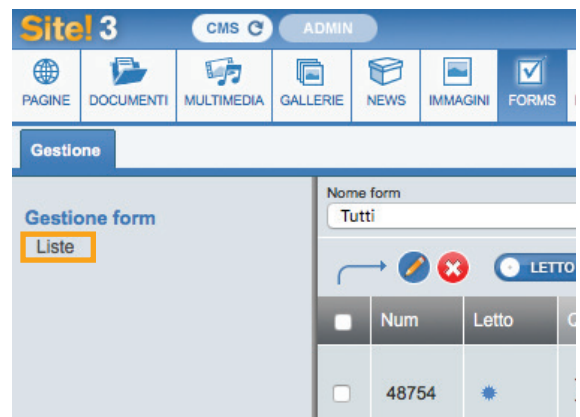 Site! 3
CMS
ADMIN
PAGINE
DOCUMENTI
MULTIMEDIA
GALLERIE
NEWS
IMMAGINI
FORMS
Gestione
Gestione form
Liste
Nome form
Tutti
LETTO
Num
Letto
48754